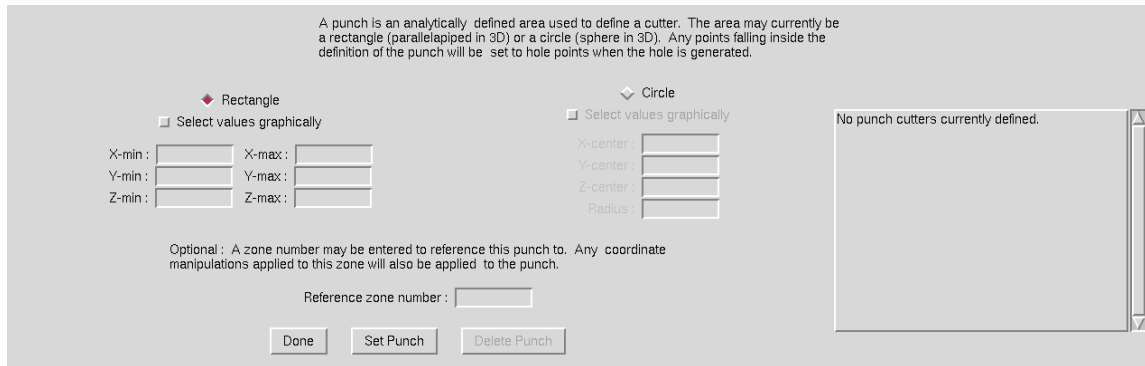 A punch is an analytically defined area used to define a cutter. The area may currently be
a rectangle (parallelapiped in 3D) or a circle (sphere in 3D). Any points falling inside the
definition of the punch will be set to hole points when the hole is generated.
Rectangle
Select values graphically
X-min : X-max :
Y-min : Y-max :
Z-min : Z-max :
Circle
Select values graphically
X-center :
Y-center :
Z-center :
Radius :
No punch cutters currently defined.
Optional : A zone number may be entered to reference this punch to. Any coordinate
manipulations applied to this zone will also be applied to the punch.
Reference zone number :
Done Set Punch Delete Punch